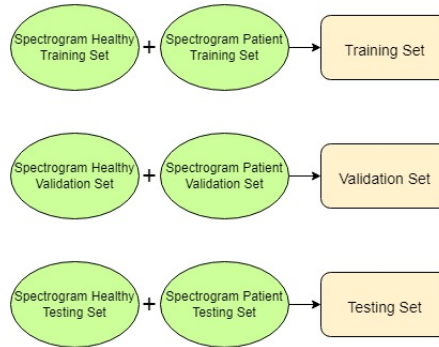 Spectrogram Healthy
Training Set
+
Spectrogram Patient
Training Set
Training Set
Spectrogram Healthy
Validation Set
+
Spectrogram Patient
Validation Set
Validation Set
Spectrogram Healthy
Testing Set
+
Spectrogram Patient
Testing Set
Testing Set